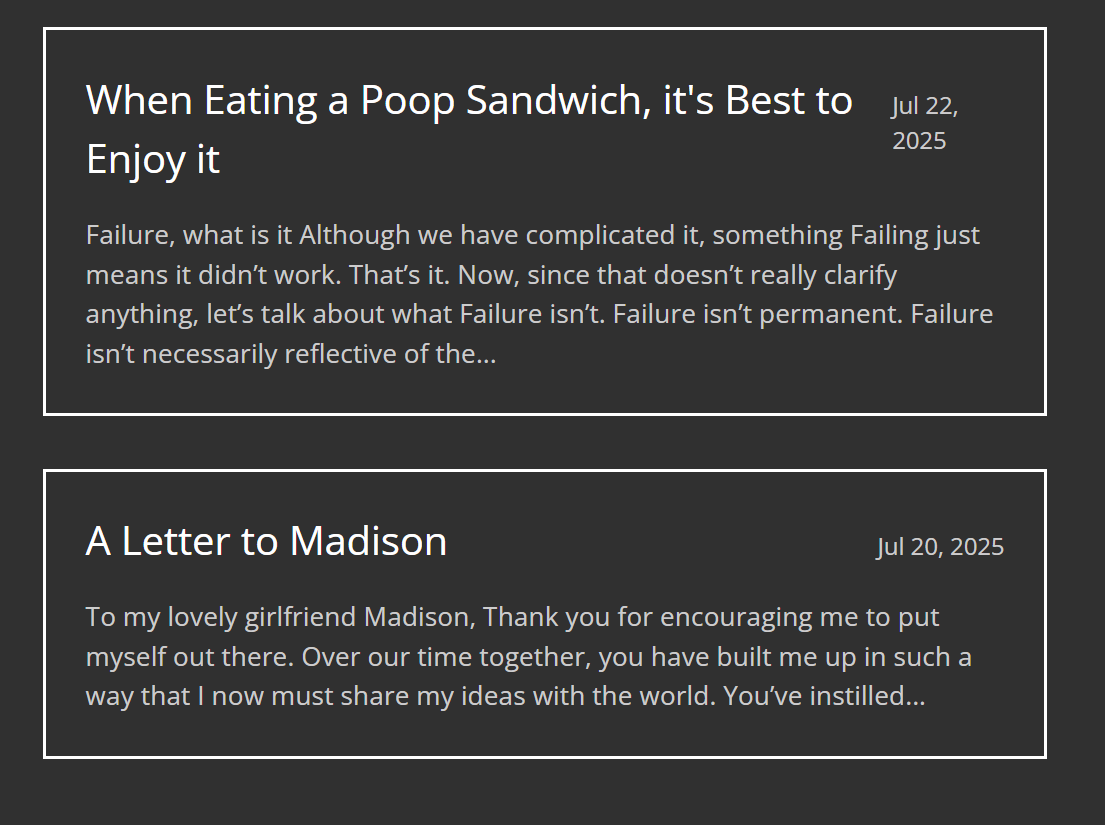 When Eating a Poop Sandwich, it's Best to
Enjoy it
Jul 22,
2025
Failure, what is it Although we have complicated it, something Failing just
means it didn’t work. That’s it. Now, since that doesn’t really clarify
anything, let’s talk about what Failure isn’t. Failure isn’t permanent. Failure
isn’t necessarily reflective of the...
A Letter to Madison
Jul 20, 2025
To my lovely girlfriend Madison, Thank you for encouraging me to put
myself out there. Over our time together, you have built me up in such a
way that I now must share my ideas with the world. You’ve instilled...